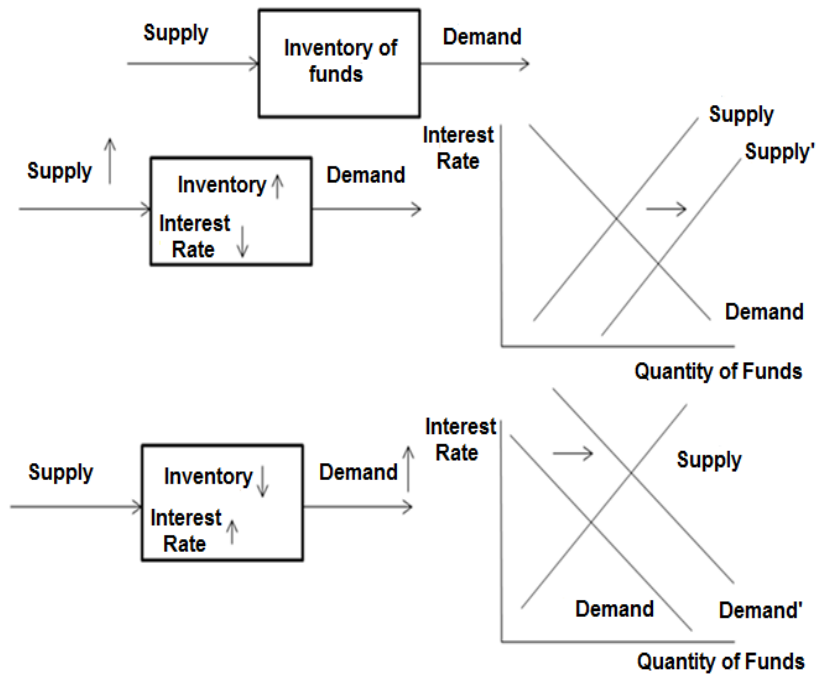 Supply
Inventory of
funds
Demand
Supply
Inventory
Interest
Rate
Demand
Interest
Rate
Supply
Supply'
Demand
Quantity of Funds
Supply
Inventory
Interest
Rate
Demand
Interest
Rate
Supply
Demand
Demand'
Quantity of Funds